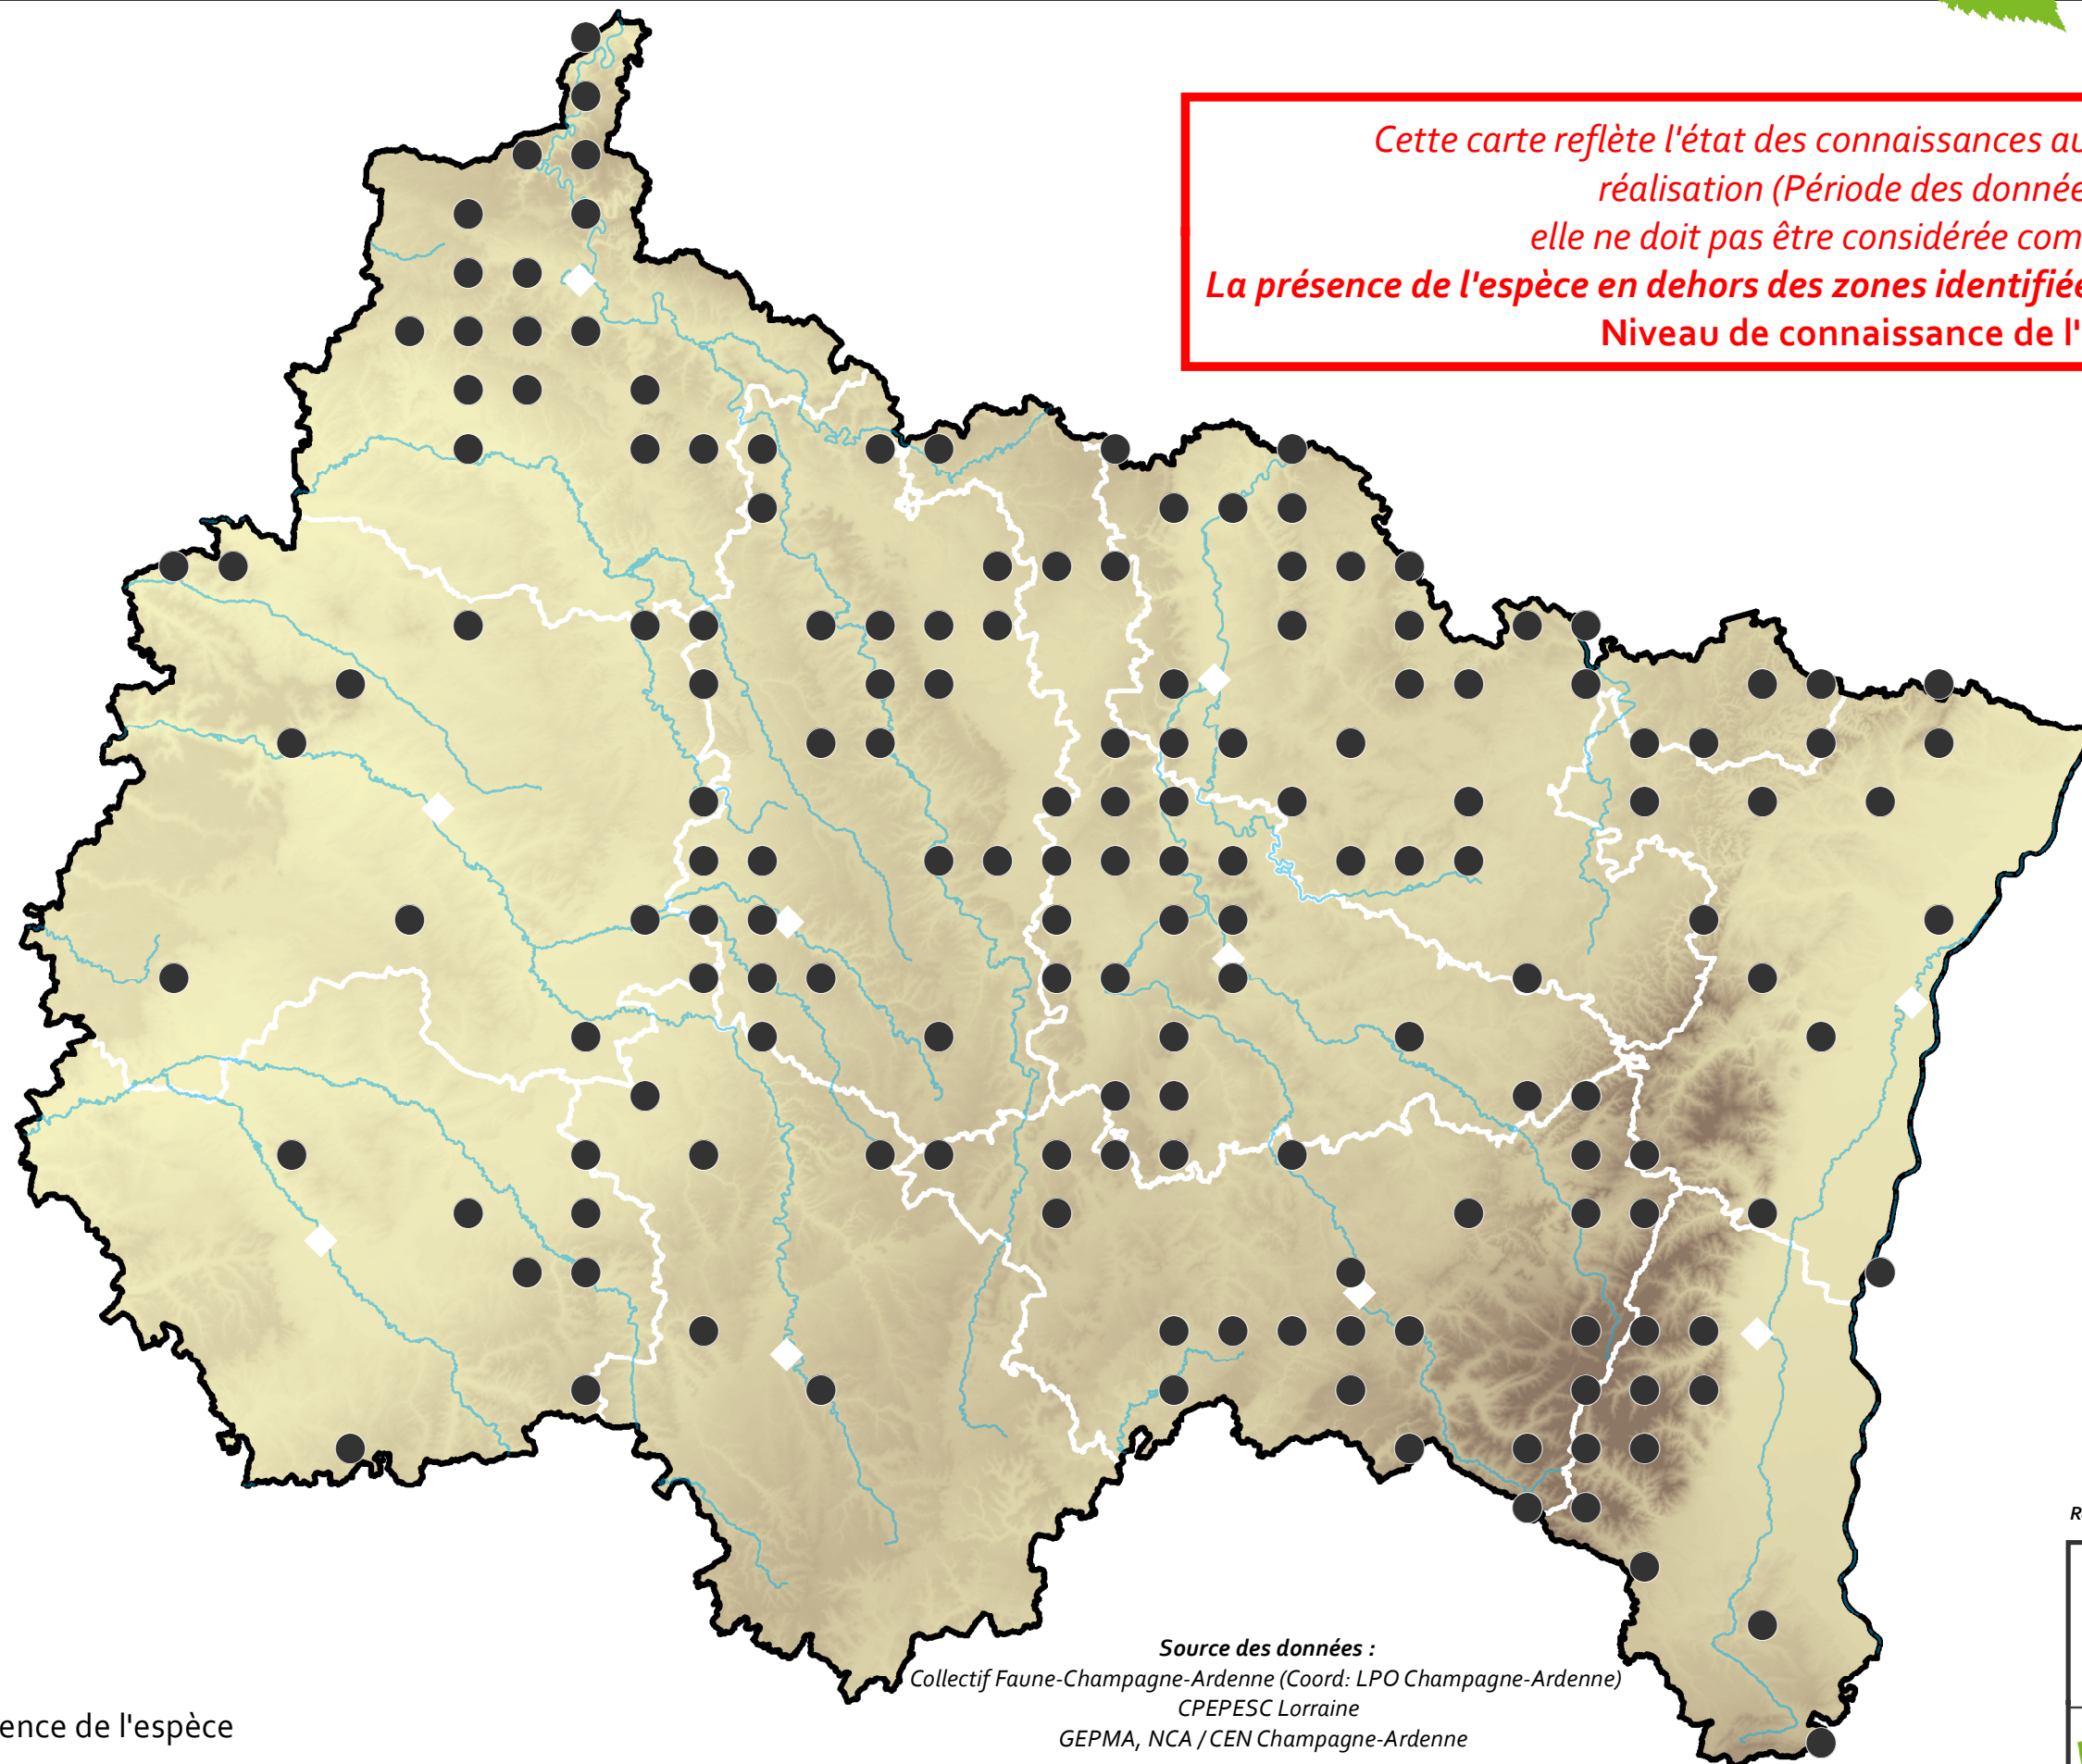 Cette carte reflète l'état des connaissances au
réalisation (Période des donnée
elle ne doit pas être considérée com
La présence de l'espèce en dehors des zones identifiée
Niveau de connaissance de l'
R
Source des données :
Collectif Faune-Champagne-Ardenne (Coord: LPO Champagne-Ardenne)
CPEPESC Lorraine
GEPMA, NCA / CEN Champagne-Ardenne
ence de l'espèce